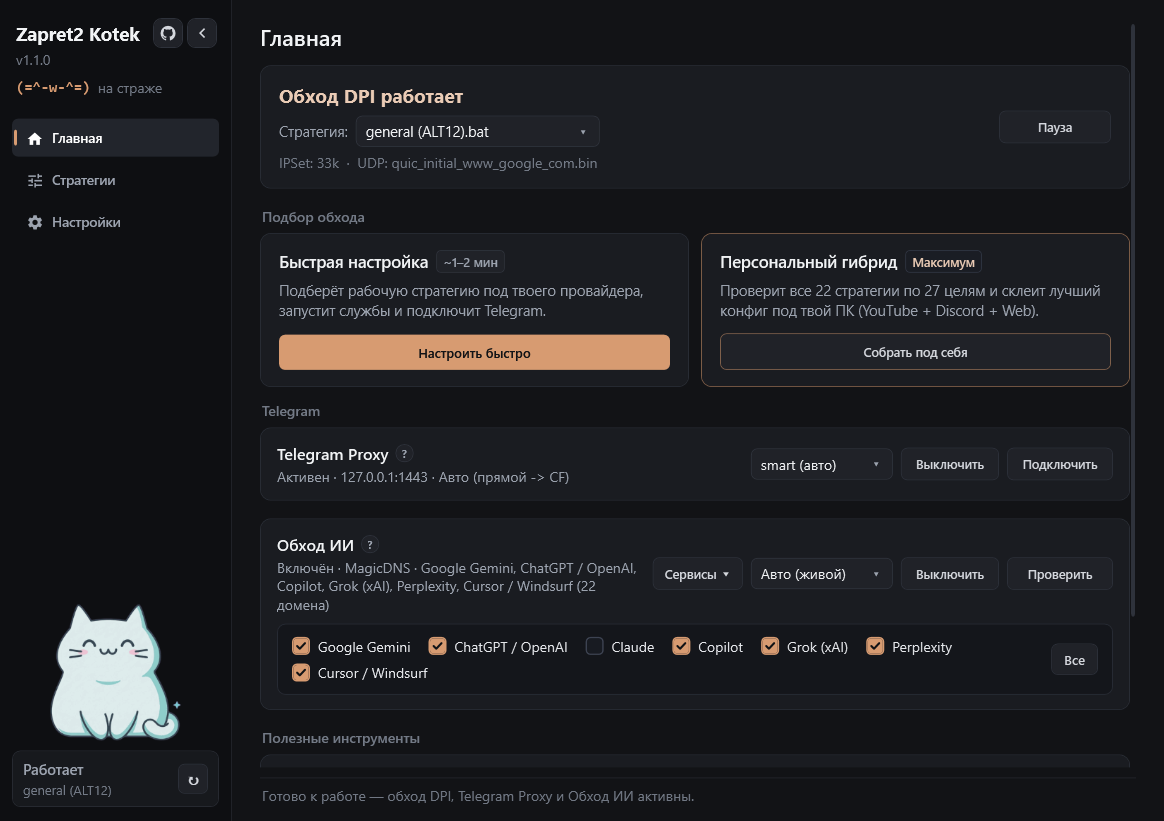 Zapret2 Kotek
v1.1.0
(=^-w-^=) на страже
Главная
Стратегии
Настройки
Работает
general (ALT12)
Главная
Обход DPI работает
Стратегия: general (ALT12).bat
IPSet: 33k · UDP: quic_initial_www_google_com.bin
Пауза
Подбор обхода
Быстрая настройка ~1–2 мин
Подберёт рабочую стратегию под твоего провайдера,
запустит службы и подключит Telegram.
Настроить быстро
Персональный гибрид Максимум
Проверит все 22 стратегии по 27 целям и склеит лучший
конфиг под твой ПК (YouTube + Discord + Web).
Собрать под себя
Telegram
Telegram Proxy ?
Активен · 127.0.0.1:1443 · Авто (прямой -> CF)
smart (авто) Выключить Подключить
Обход ИИ ?
Включён · MagicDNS · Google Gemini, ChatGPT / OpenAI,
Copilot, Grok (xAI), Perplexity, Cursor / Windsurf (22
домена)
Сервисы Авто (живой) Выключить Проверить
Google Gemini ChatGPT / OpenAI Claude Copilot Grok (xAI) Perplexity
Cursor / Windsurf
Все
Полезные инструменты
Готово к работе — обход DPI, Telegram Proxy и Обход ИИ активны.